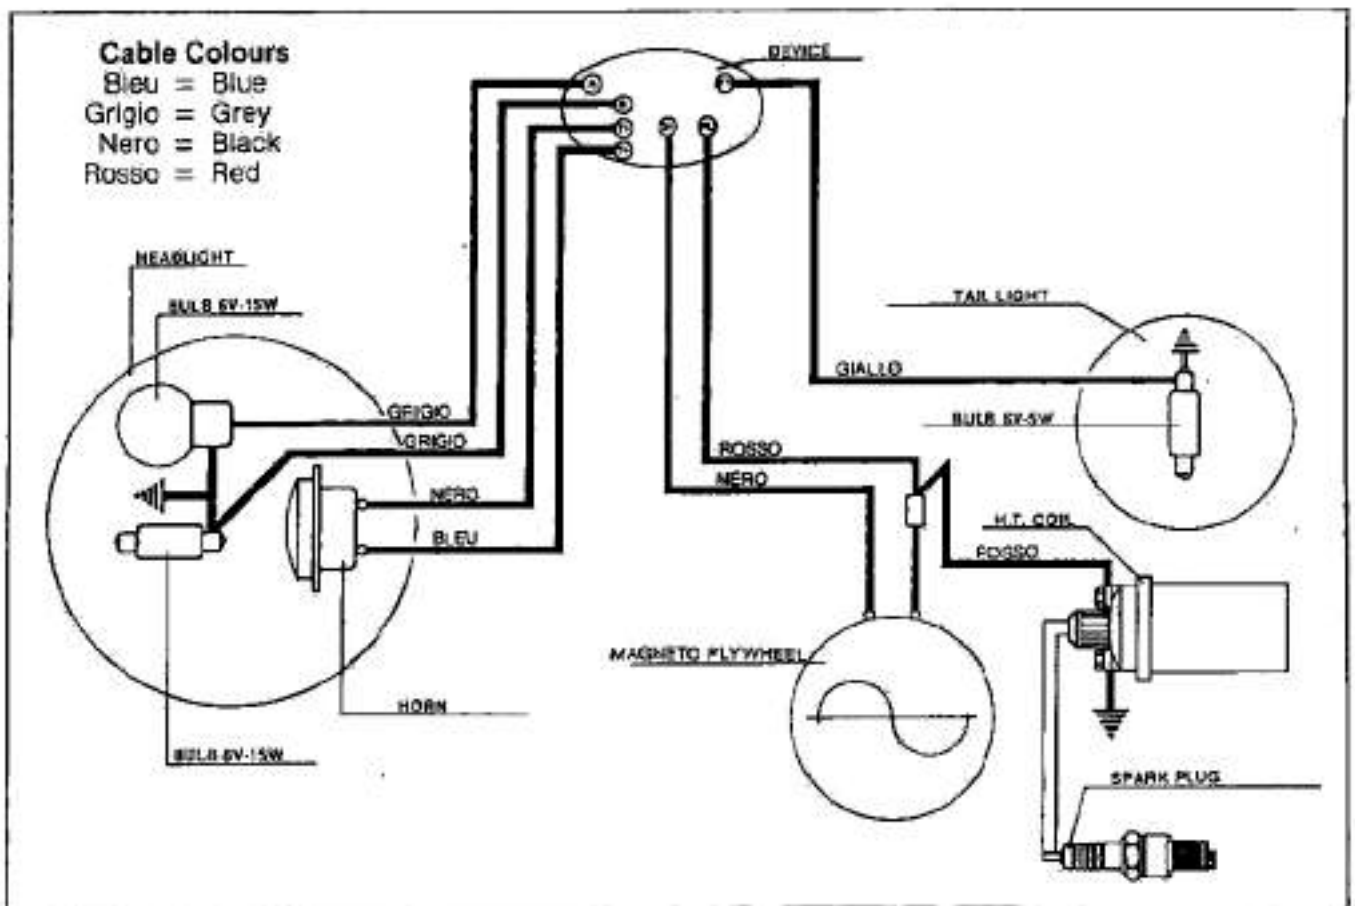 Cable Colours
Bleu = Blue
Grigio = Grey
Nero = Black
Rosso = Red
DEVICE
HEADLIGHT
BULB 6V-15W
TAIL LIGHT
GIALLO
BULB 6V-5W
GRIGIO
GRIGIO
ROSSO
NERO
NERO
BLEU
H.T. COIL
ROSSO
MAGNETO FLYWHEEL
HORN
BULB 6V-15W
SPARK PLUG